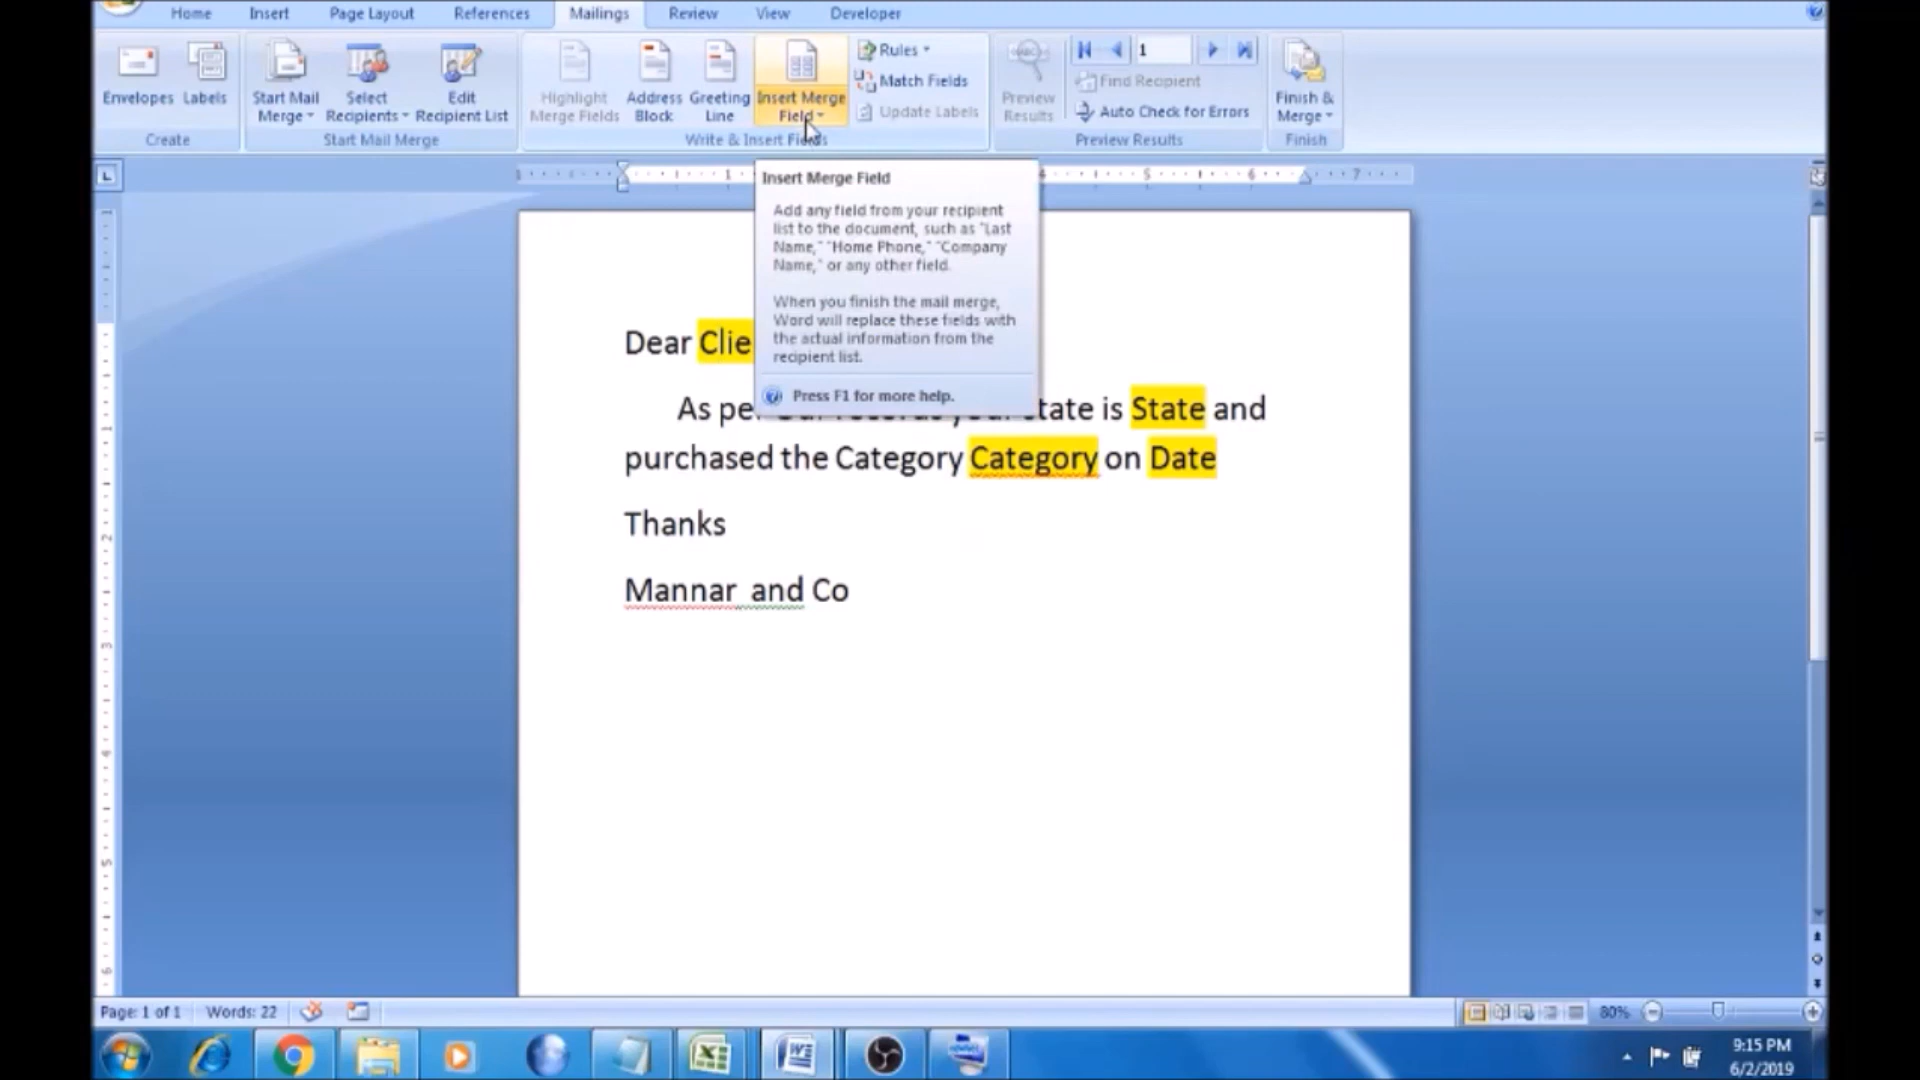 Home Insert Page Layout References Mailings Review View Developer
Envelopes Labels
Create
Start Mail Merge Select Recipients Edit Recipient List
Start Mail Merge
Highlight Merge Fields Address Block Greeting Line Insert Merge Field
Rules
Match Fields
Update Labels
Write & Insert Fields
Preview Results
1
Find Recipient
Auto Check for Errors
Preview Results
Finish & Merge
Finish
Insert Merge Field
Add any field from your recipient
list to the document, such as "Last
Name," "Home Phone," "Company
Name," or any other field.
When you finish the mail merge,
Word will replace these fields with
the actual information from the
recipient list.
Press F1 for more help.
Dear Clie
As per state is State and
purchased the Category Category on Date
Thanks
Mannar and Co
Page: 1 of 1 Words: 22
80%
9:15 PM
6/2/2019